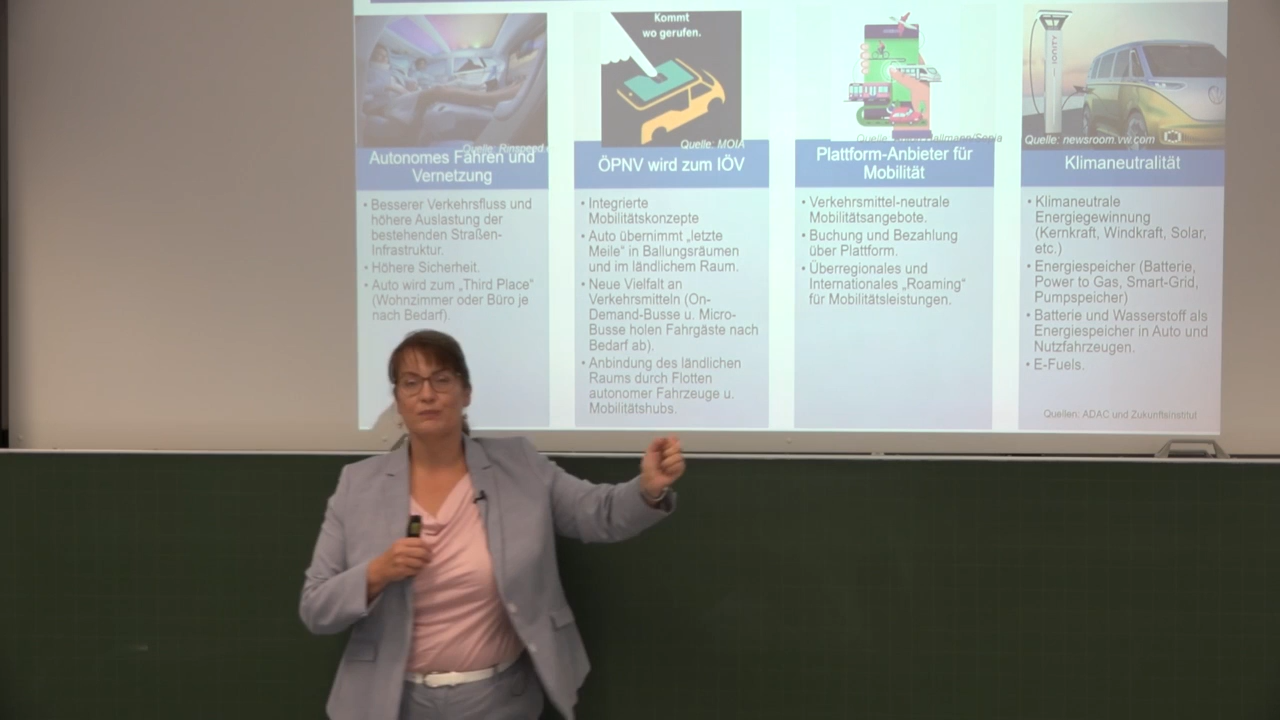 Kommt
wo gerufen.
IONITY
Quelle: Rinspeed
Quelle: MOIA
Quelle:
Quelle: newsroom.vw.com
Autonomes Fahren und
Vernetzung
• Besserer Verkehrsfluss und
höhere Auslastung der
bestehenden Straßen-
Infrastruktur.
• Höhere Sicherheit.
• Auto wird zum „Third Place“
(Wohnzimmer oder Büro je
nach Bedarf).
ÖPNV wird zum IÖV
• Integrierte
Mobilitätskonzepte
• Auto übernimmt „letzte
Meile“ in Ballungsräumen
und im ländlichem Raum.
• Neue Vielfalt an
Verkehrsmitteln (On-
Demand-Busse u. Micro-
Busse holen Fahrgäste nach
Bedarf ab).
• Anbindung des ländlichen
Raums durch Flotten
autonomer Fahrzeuge u.
Mobilitätshubs.
Plattform-Anbieter für
Mobilität
• Verkehrsmittel-neutrale
Mobilitätsangebote.
• Buchung und Bezahlung
über Plattform.
• Überregionales und
Internationales „Roaming“
für Mobilitätsleistungen.
Klimaneutralität
• Klimaneutrale
Energiegewinnung
(Kernkraft, Windkraft, Solar,
etc.)
• Energiespeicher (Batterie,
Power to Gas, Smart-Grid,
Pumpspeicher)
• Batterie und Wasserstoff als
Energiespeicher in Auto und
Nutzfahrzeugen.
• E-Fuels.
Quellen: ADAC und Zukunftsinstitut